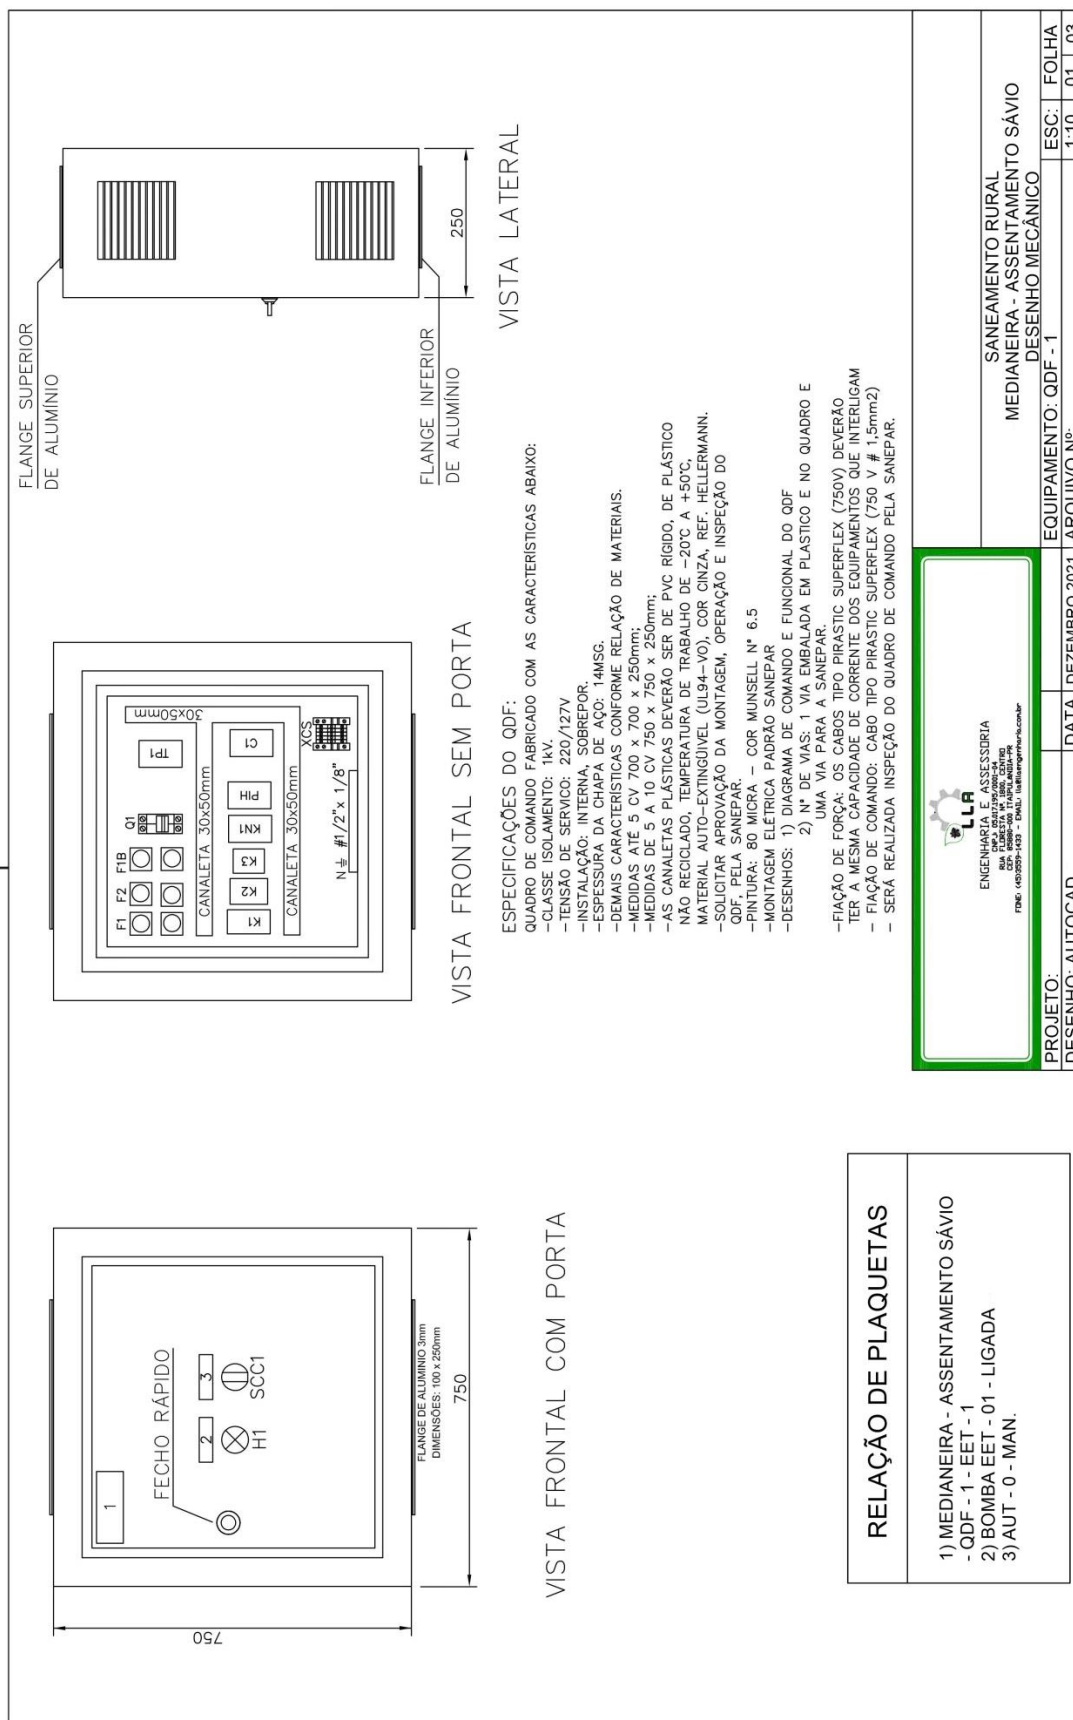 FLANGE SUPERIOR
DE ALUMÍNIO
FLANGE INFERIOR
DE ALUMÍNIO
250
VISTA LATERAL
F1 F2 F1B Q1
TP1
30x50mm
CANALETA 30x50mm
K1 K2 K3 KN1 PIH C1
CANALETA 30x50mm
N #1/2" x 1/8"
XCS
VISTA FRONTAL SEM PORTA
1
FECHO RÁPIDO
2 3
H1 SCC1
FLANGE DE ALUMINIO 3mm
DIMENSÕES: 100 x 250mm
750
750
VISTA FRONTAL COM PORTA
ESPECIFICAÇÕES DO QDF:
QUADRO DE COMANDO FABRICADO COM AS CARACTERÍSTICAS ABAIXO:
-CLASSE ISOLAMENTO: 1kV.
-TENSÃO DE SERVICO: 220/127V
-INSTALAÇÃO: INTERNA, SOBREPOR.
-ESPESSURA DA CHAPA DE AÇO: 14MSG.
-DEMAIS CARACTERÍSTICAS CONFORME RELAÇÃO DE MATERIAIS.
-MEDIDAS ATÉ 5 CV 700 x 700 x 250mm;
-MEDIDAS DE 5 A 10 CV 750 x 750 x 250mm;
-AS CANALETAS PLÁSTICAS DEVERÃO SER DE PVC RÍGIDO, DE PLÁSTICO
NÃO RECICLADO, TEMPERATURA DE TRABALHO DE -20°C A +50°C,
MATERIAL AUTO-EXTINGÜIVEL (UL94-VO), COR CINZA, REF. HELLERMANN.
-SOLICITAR APROVAÇÃO DA MONTAGEM, OPERAÇÃO E INSPEÇÃO DO
QDF, PELA SANEPAR.
-PINTURA: 80 MICRA - COR MUNSELL N° 6.5
-MONTAGEM ELÉTRICA PADRÃO SANEPAR
-DESENHOS: 1) DIAGRAMA DE COMANDO E FUNCIONAL DO QDF
2) N° DE VIAS: 1 VIA EMBALADA EM PLASTICO E NO QUADRO E
UMA VIA PARA A SANEPAR.
-FIAÇÃO DE FORÇA: OS CABOS TIPO PIRASTIC SUPERFLEX (750V) DEVERÃO
TER A MESMA CAPACIDADE DE CORRENTE DOS EQUIPAMENTOS QUE INTERLIGAM
- FIAÇÃO DE COMANDO: CABO TIPO PIRASTIC SUPERFLEX (750 V # 1,5mm2)
- SERÁ REALIZADA INSPEÇÃO DO QUADRO DE COMANDO PELA SANEPAR.
RELAÇÃO DE PLAQUETAS
1) MEDIANEIRA - ASSENTAMENTO SÁVIO
- QDF - 1 - EET - 1
2) BOMBA EET - 01 - LIGADA
3) AUT - 0 - MAN.
LLA
ENGENHARIA E ASSESSORIA
SANEAMENTO RURAL
MEDIANEIRA - ASSENTAMENTO SÁVIO
DESENHO MECÂNICO
PROJETO:
EQUIPAMENTO: QDF - 1
ESC: FOLHA
DESENHO: AUTOCAD
DATA DEZEMBRO 2021
ARQUIVO Nº:
1:10 01 03